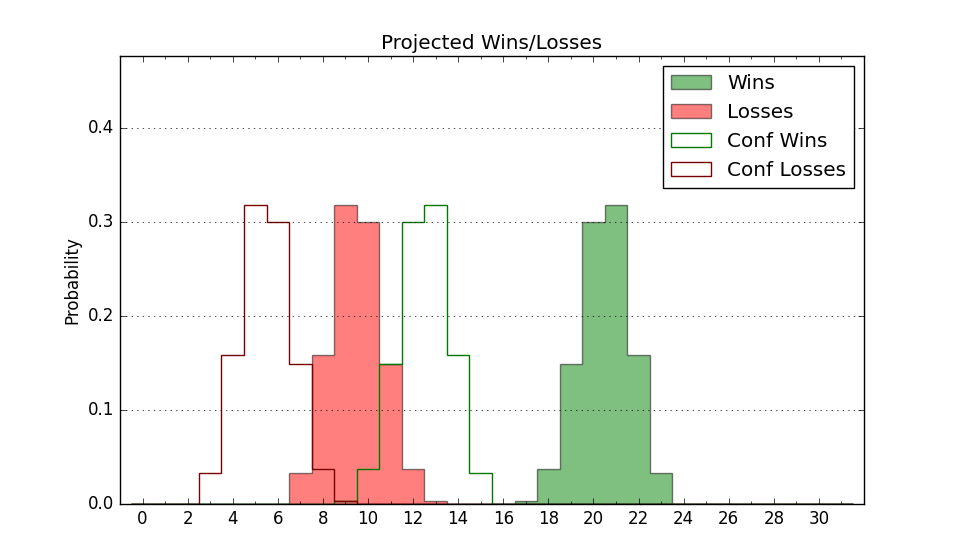 Projected Wins/Losses
Wins
Losses
Conf Wins
Conf Losses
Probability
0.4
0.3
0.2
0.1
0.0
0 2 4 6 8 10 12 14 16 18 20 22 24 26 28 30